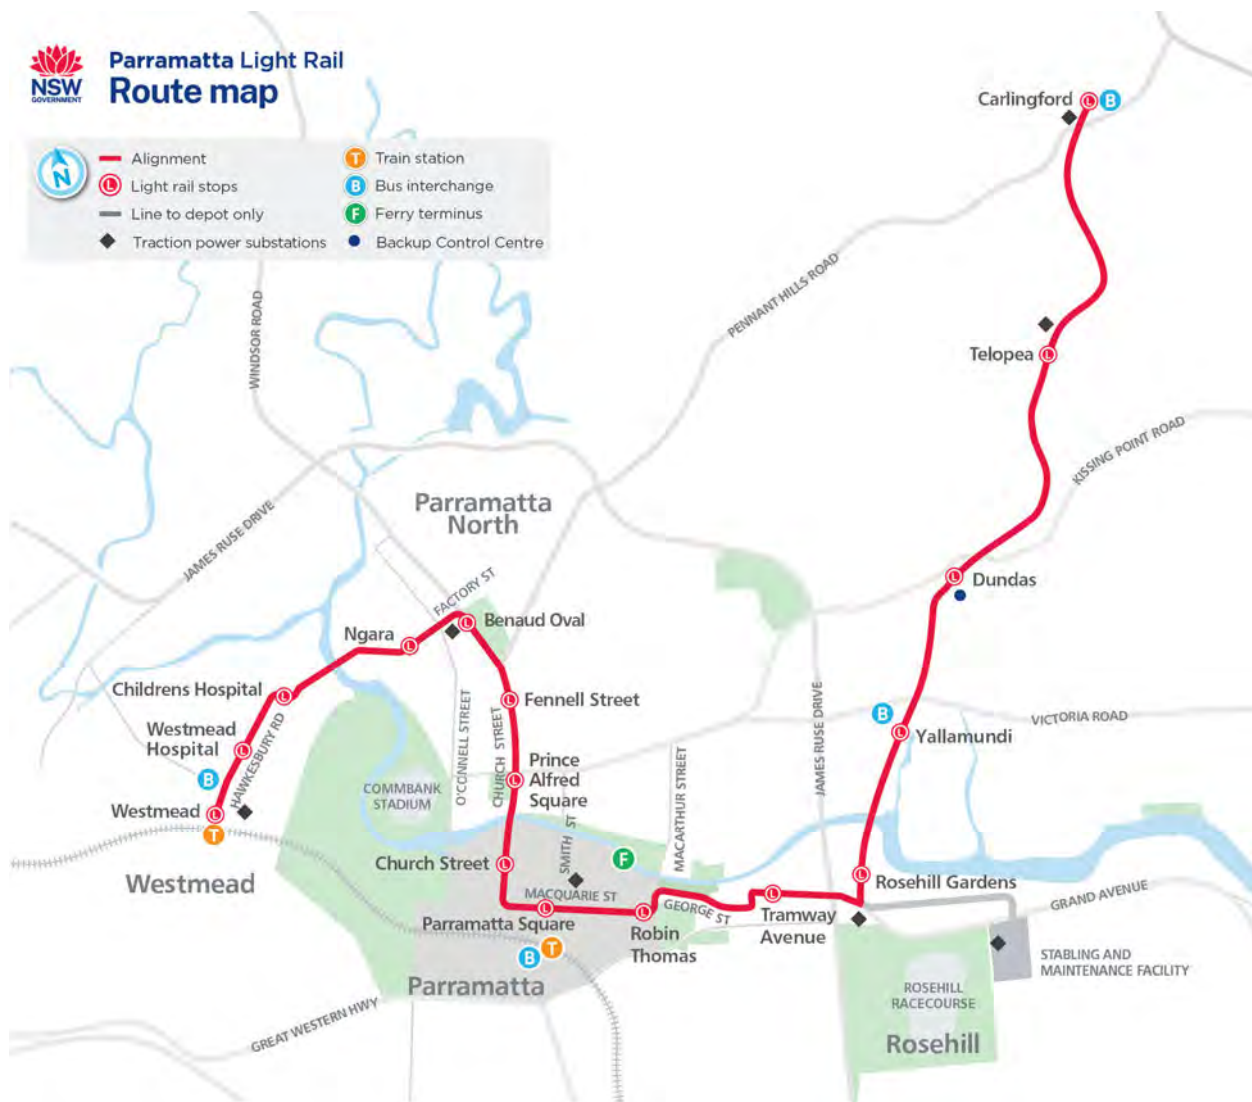 NSW
GOVERNMENT
Parramatta Light Rail
Route map
N
Alignment
L Light rail stops
Line to depot only
Traction power substations
T Train station
B Bus interchange
F Ferry terminus
Backup Control Centre
Carlingford
L
B
WINDSOR ROAD
PENNANT HILLS ROAD
Telopea
L
KISSING POINT ROAD
JAMES RUSE DRIVE
Parramatta
North
FACTORY ST
L
Dundas
Ngara
L
L
Benaud Oval
Childrens Hospital
L
L
Fennell Street
O'CONNELL STREET
CHURCH STREET
JAMES RUSE DRIVE
B
L
Yallamundi
VICTORIA ROAD
Westmead
Hospital
L
HAWKESBURY RD
B
L
Prince
Alfred
Square
COMMBANK
STADIUM
MACARTHUR STREET
SMITH ST
Westmead
L
T
Church Street
L
F
L
Rosehill Gardens
Westmead
MACQUARIE ST
GEORGE ST
L
Tramway
Avenue
GRAND AVENUE
L
Parramatta Square
L
Robin
Thomas
B
T
STABLING AND
MAINTENANCE FACILITY
Parramatta
ROSEHILL
RACECOURSE
GREAT WESTERN HWY
Rosehill